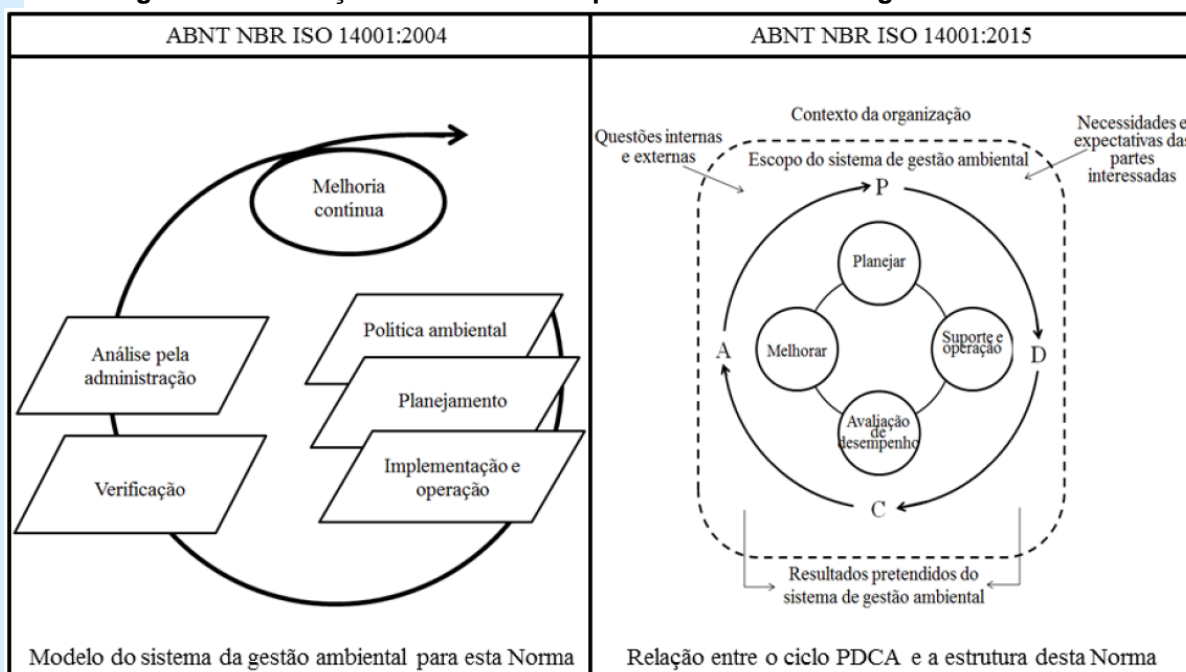 ABNT NBR ISO 14001:2004
ABNT NBR ISO 14001:2015
Melhoria
contínua
Política ambiental
Análise pela
administração
Planejamento
Verificação
Implementação e
operação
Modelo do sistema da gestão ambiental para esta Norma
Contexto da organização
Questões internas
e externas
Necessidades e
expectativas das
partes
interessadas
Escopo do sistema de gestão ambiental
P
Planejar
A
Melhorar
Suporte e
operação
D
Avaliação
de
desempenho
C
Resultados pretendidos do
sistema de gestão ambiental
Relação entre o ciclo PDCA e a estrutura desta Norma